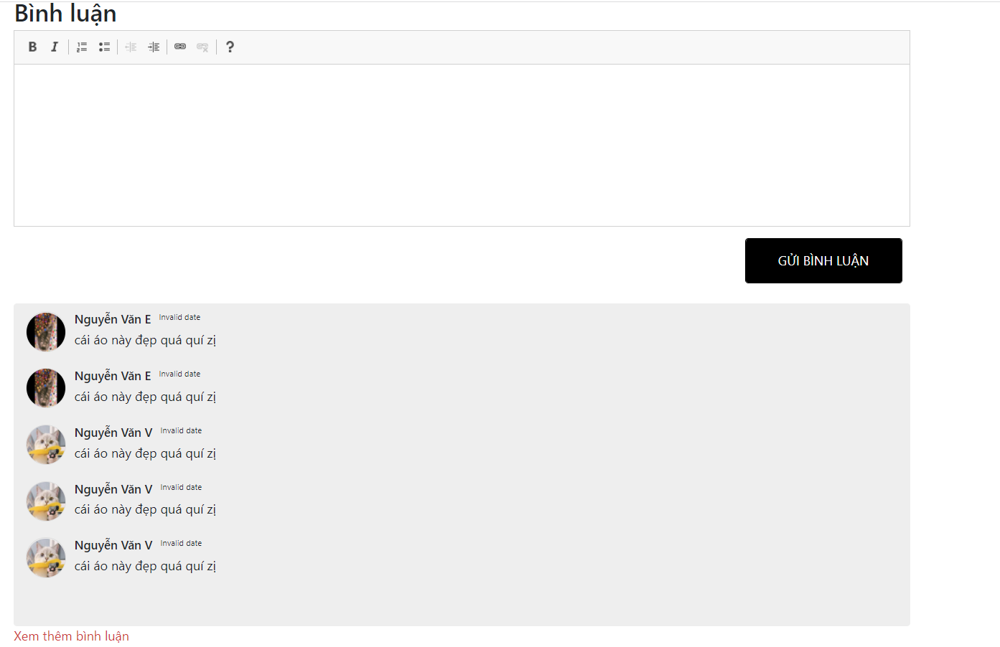 Bình luận
B I ?
GỬI BÌNH LUẬN
Nguyễn Văn E Invalid date
cái áo này đẹp quá quí zị
Nguyễn Văn E Invalid date
cái áo này đẹp quá quí zị
Nguyễn Văn V Invalid date
cái áo này đẹp quá quí zị
Nguyễn Văn V Invalid date
cái áo này đẹp quá quí zị
Nguyễn Văn V Invalid date
cái áo này đẹp quá quí zị
Xem thêm bình luận